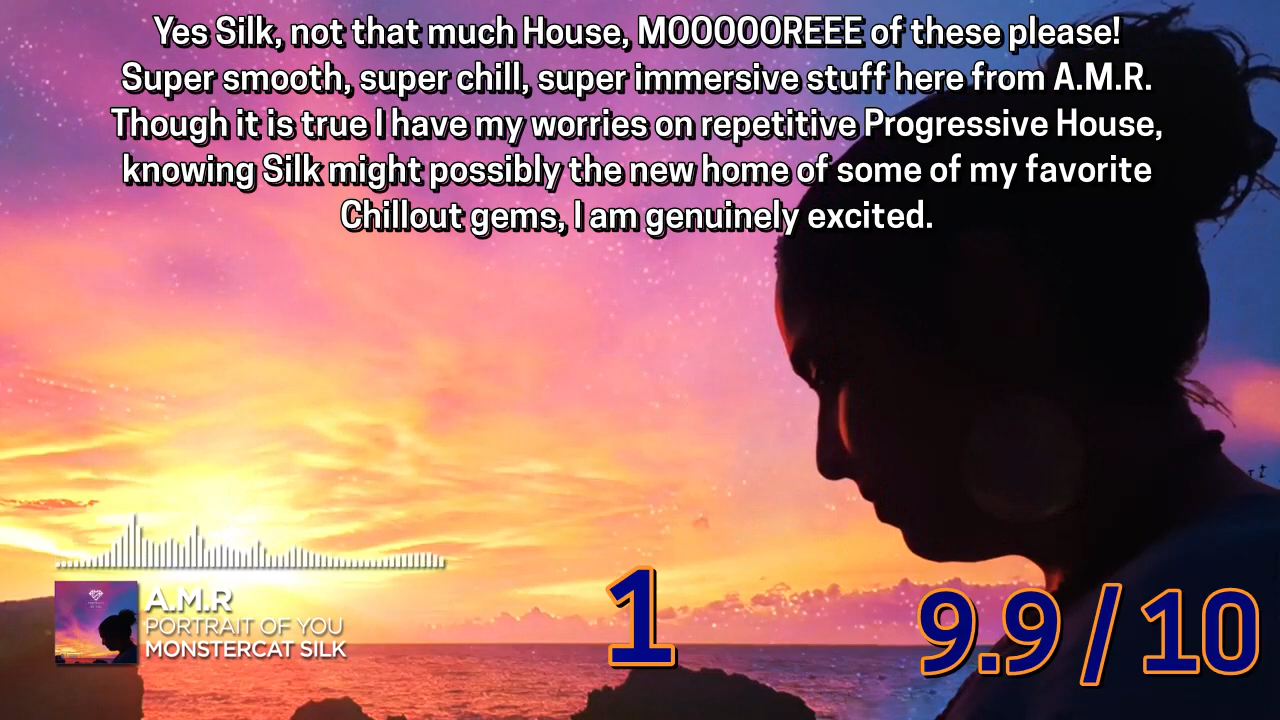 Yes Silk, not that much House, MOOOOOREEE of these please!
Super smooth, super chill, super immersive stuff here from A.M.R.
Though it is true I have my worries on repetitive Progressive House,
knowing Silk might possibly the new home of some of my favorite
Chillout gems, I am genuinely excited.
A.M.R
PORTRAIT OF YOU
MONSTERCAT SILK
1
9.9 / 10